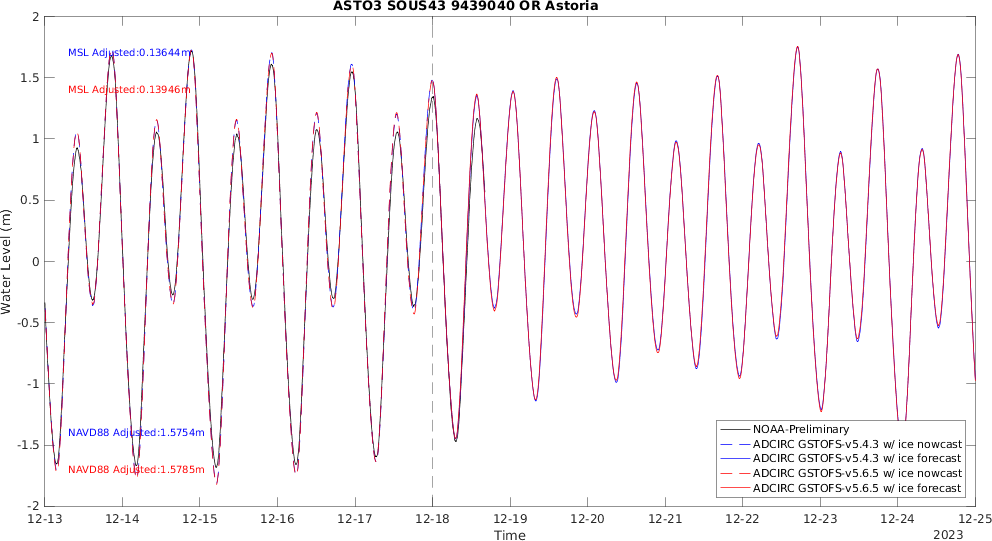 ASTO3 SOUS43 9439040 OR Astoria
2
1.5
1
0.5
0
-0.5
-1
-1.5
-2
Water Level (m)
MSL Adjusted:0.13644m
MSL Adjusted:0.13946m
NAVD88 Adjusted:1.5754m
NAVD88 Adjusted:1.5785m
NOAA-Preliminary
ADCIRC GSTOFS-v5.4.3 w/ ice nowcast
ADCIRC GSTOFS-v5.4.3 w/ ice forecast
ADCIRC GSTOFS-v5.6.5 w/ ice nowcast
ADCIRC GSTOFS-v5.6.5 w/ ice forecast
12-13 12-14 12-15 12-16 12-17 12-18 12-19 12-20 12-21 12-22 12-23 12-24 12-25
Time
2023